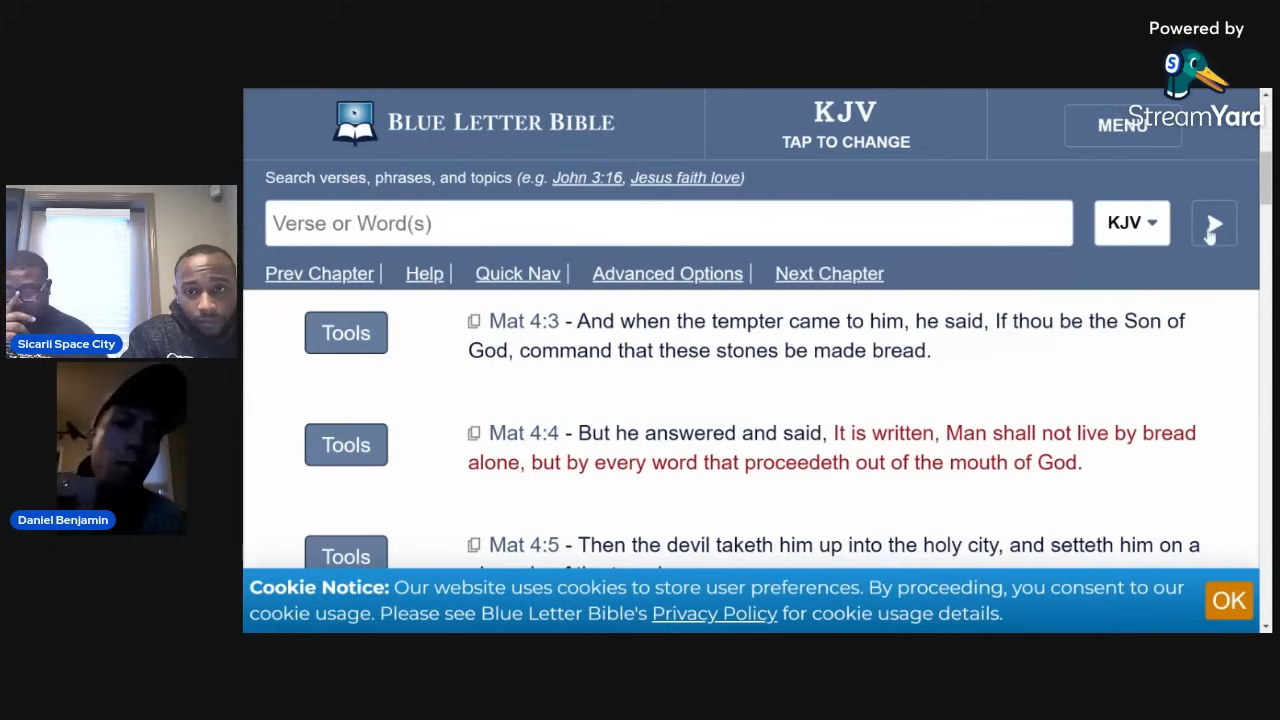 Powered by
S
StreamYard
BLUE LETTER BIBLE
KJV
TAP TO CHANGE
MENU
Search verses, phrases, and topics (e.g. John 3:16, Jesus faith love)
Verse or Word(s)
KJV
Prev Chapter | Help | Quick Nav | Advanced Options | Next Chapter
Tools
Mat 4:3 - And when the tempter came to him, he said, If thou be the Son of
God, command that these stones be made bread.
Tools
Mat 4:4 - But he answered and said, It is written, Man shall not live by bread
alone, but by every word that proceedeth out of the mouth of God.
Tools
Mat 4:5 - Then the devil taketh him up into the holy city, and setteth him on a
Cookie Notice: Our website uses cookies to store user preferences. By proceeding, you consent to our
cookie usage. Please see Blue Letter Bible's Privacy Policy for cookie usage details.
OK
Sicarii Space City
Daniel Benjamin